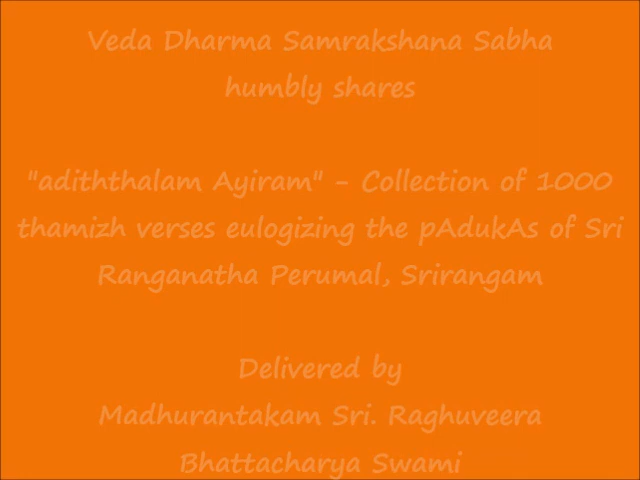 Veda Dharma Samrakshana Sabha
humbly shares
"adiththalam Ayiram" - Collection of 1000
thamizh verses eulogizing the pAdukAs of Sri
Ranganatha Perumal, Srirangam
Delivered by
Madhurantakam Sri. Raghuveera
Bhattacharya Swami